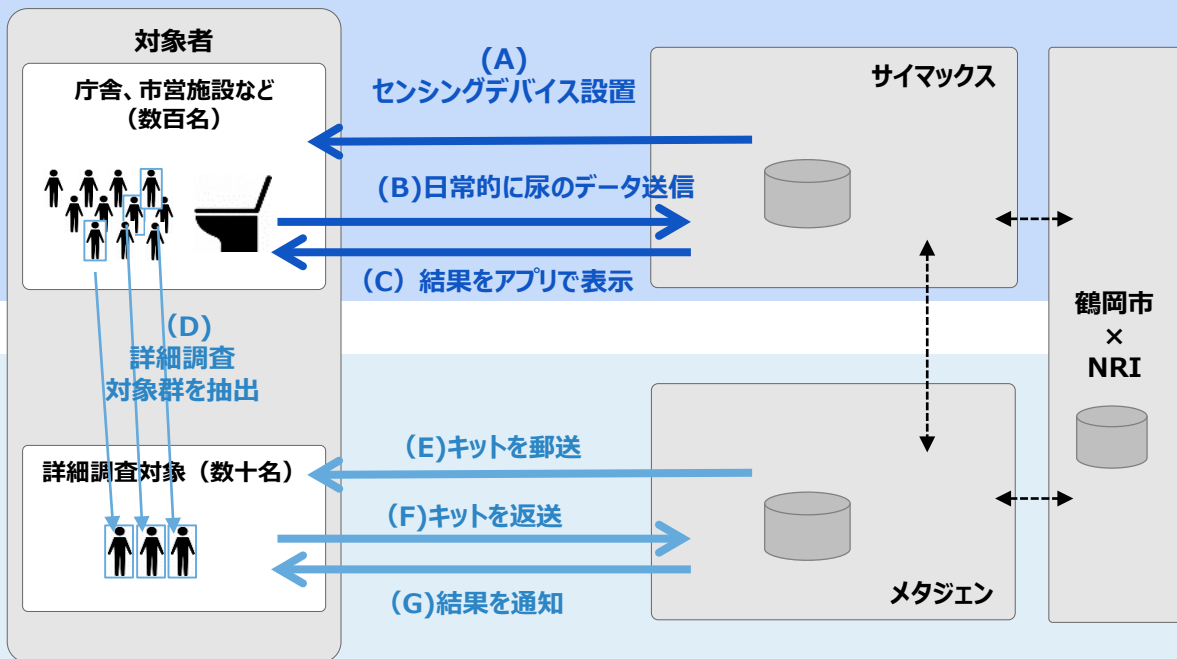 対象者
庁舎、市営施設など
（数百名）
(A)
センシングデバイス設置
サイマックス
(B)日常的に尿のデータ送信
（C）結果をアプリで表示
（D)
詳細調査
対象群を抽出
鶴岡市
×
NRI
詳細調査対象（数十名）
（E)キットを郵送
（F)キットを返送
（G)結果を通知
メタジェン